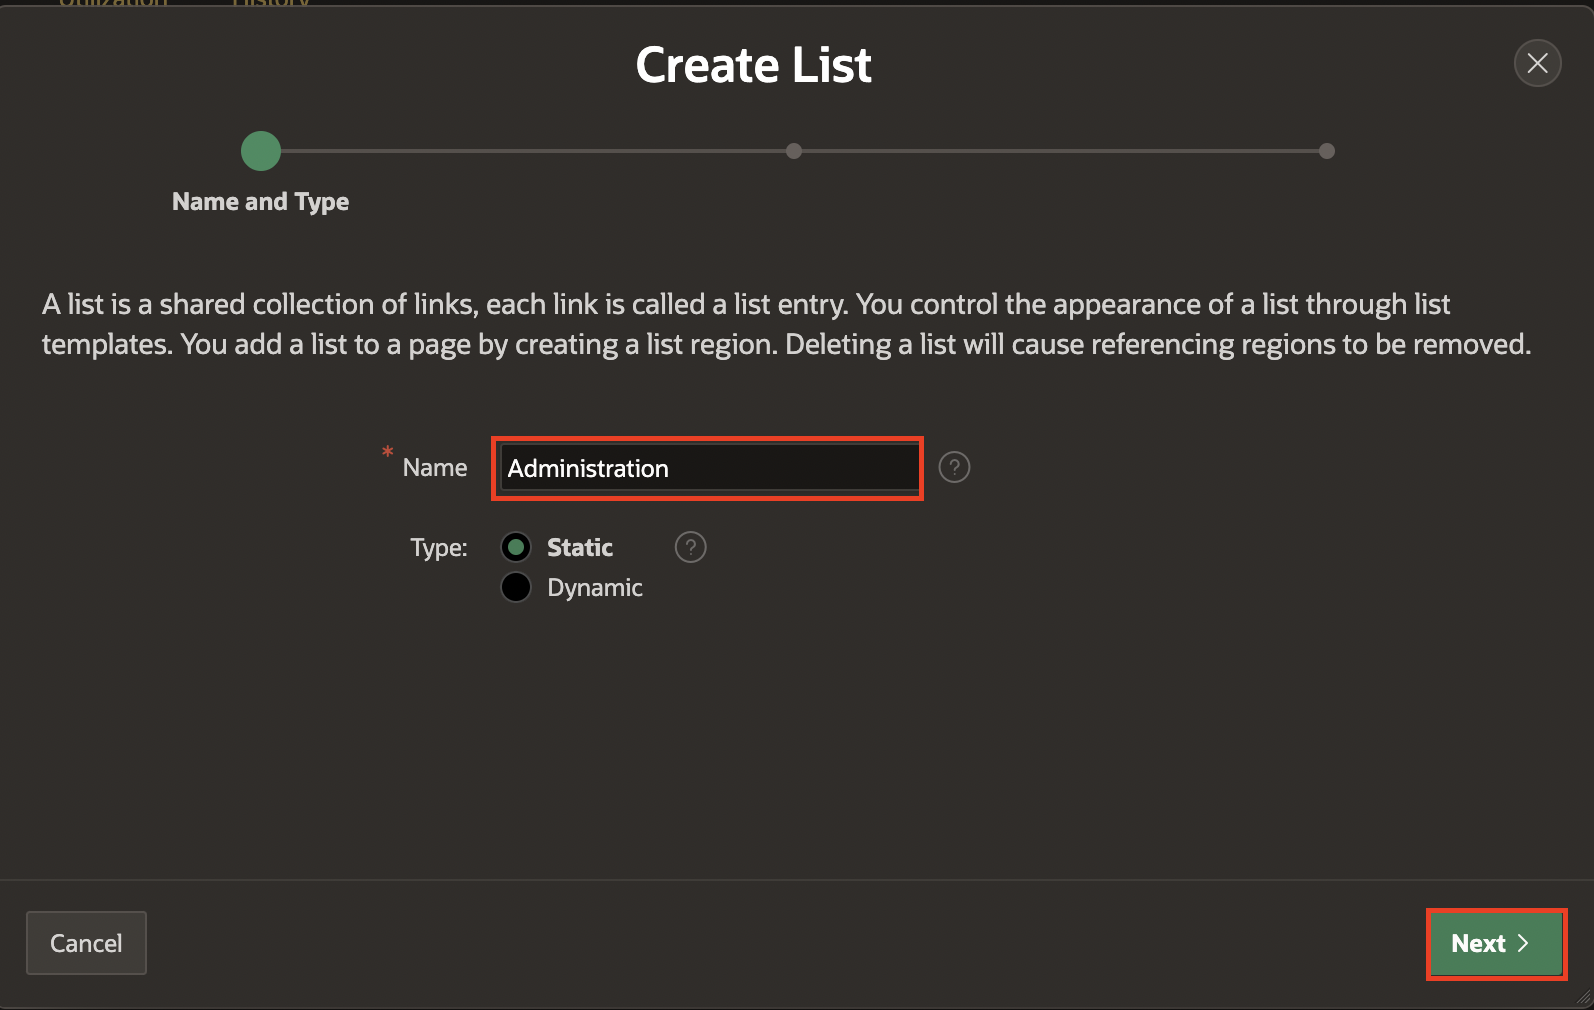 Utilization History
Create List
Name and Type
A list is a shared collection of links, each link is called a list entry. You control the appearance of a list through list
templates. You add a list to a page by creating a list region. Deleting a list will cause referencing regions to be removed.
* Name Administration ?
Type: Static ?
Dynamic
Cancel Next